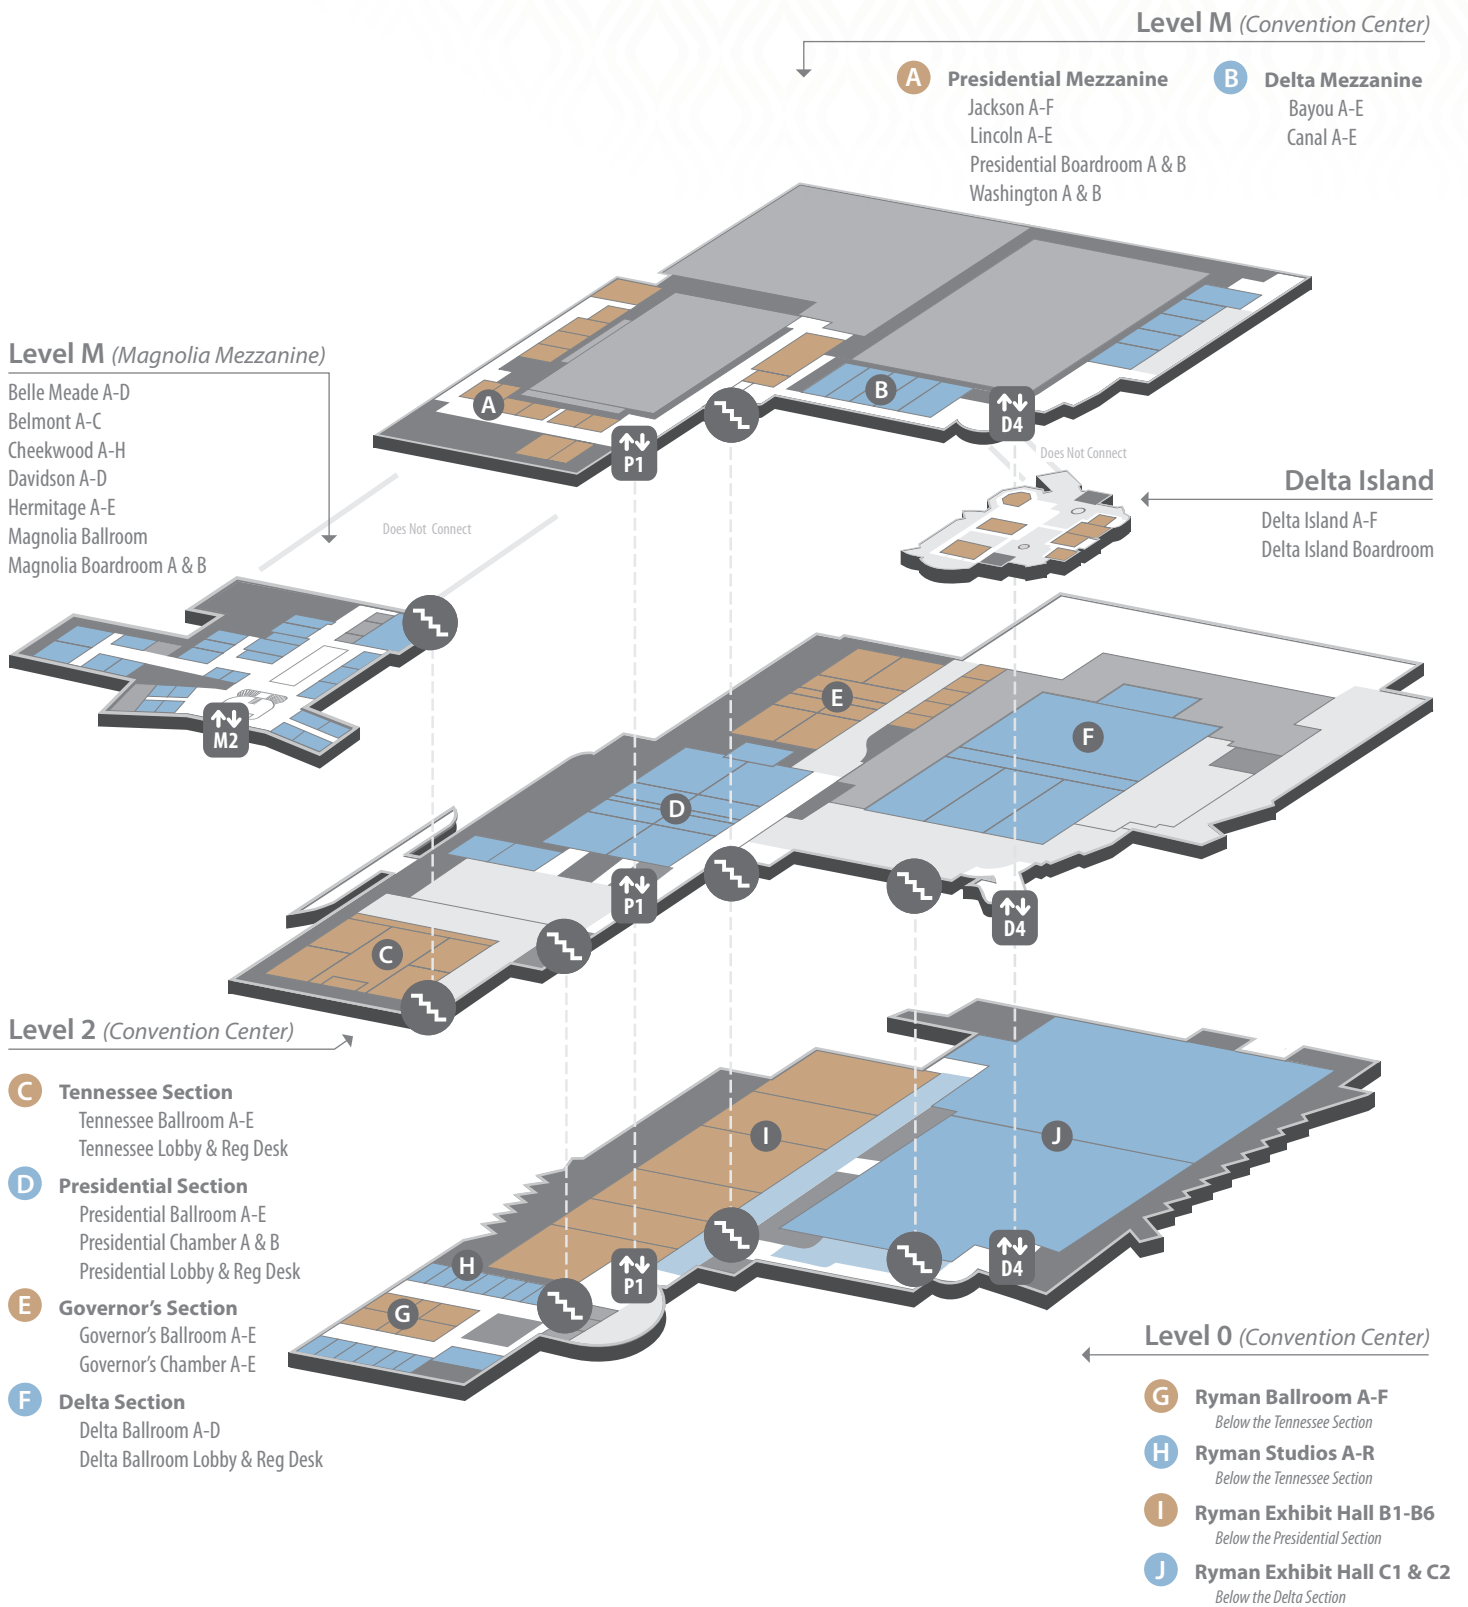 Level M (Convention Center)
A Presidential Mezzanine
Jackson A-F
Lincoln A-E
Presidential Boardroom A & B
Washington A & B
B Delta Mezzanine
Bayou A-E
Canal A-E
Level M (Magnolia Mezzanine)
Belle Meade A-D
Belmont A-C
Cheekwood A-H
Davidson A-D
Hermitage A-E
Magnolia Ballroom
Magnolia Boardroom A & B
A
B
P1
D4
Does Not Connect
Does Not Connect
Delta Island
Delta Island A-F
Delta Island Boardroom
M2
E
F
D
P1
D4
C
Level 2 (Convention Center)
C Tennessee Section
Tennessee Ballroom A-E
Tennessee Lobby & Reg Desk
D Presidential Section
Presidential Ballroom A-E
Presidential Chamber A & B
Presidential Lobby & Reg Desk
E Governor's Section
Governor's Ballroom A-E
Governor's Chamber A-E
F Delta Section
Delta Ballroom A-D
Delta Ballroom Lobby & Reg Desk
I
J
H
G
P1
D4
Level 0 (Convention Center)
G Ryman Ballroom A-F
Below the Tennessee Section
H Ryman Studios A-R
Below the Tennessee Section
I Ryman Exhibit Hall B1-B6
Below the Presidential Section
J Ryman Exhibit Hall C1 & C2
Below the Delta Section